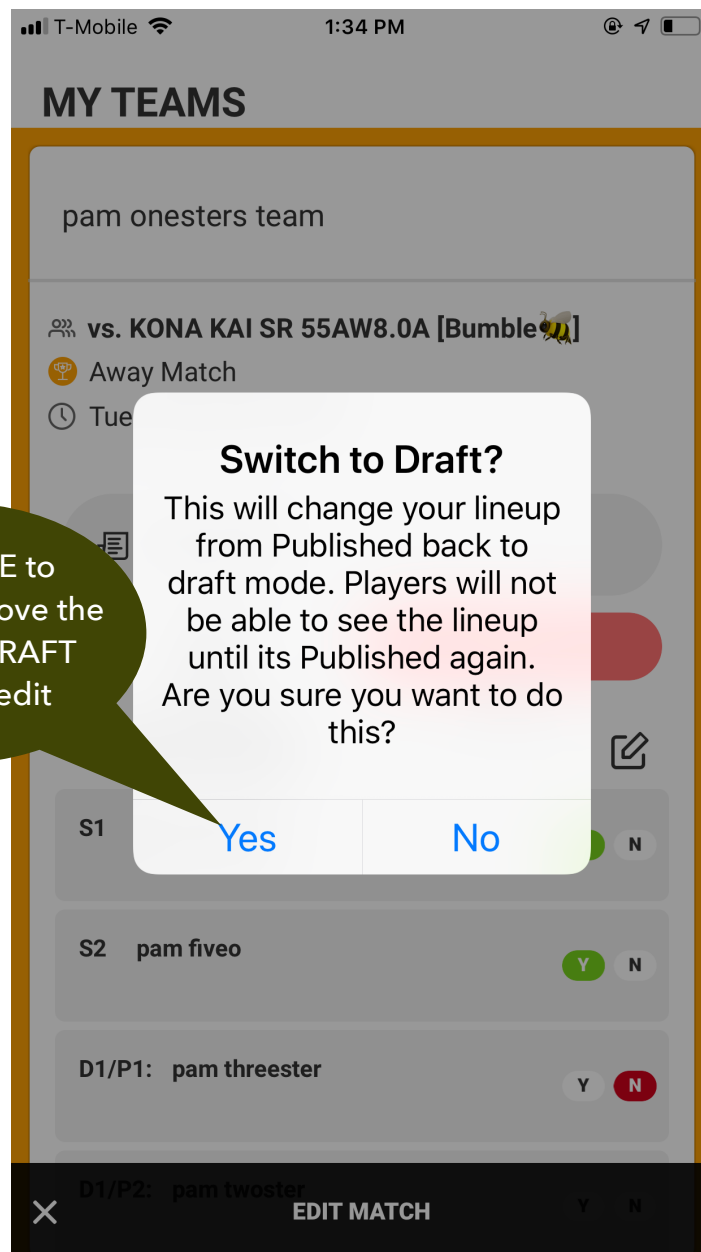 T-Mobile 1:34 PM
MY TEAMS
pam onesters team
vs. KONA KAI SR 55AW8.0A [Bumble🐝]
Away Match
Tue
Switch to Draft?
This will change your lineup
from Published back to
draft mode. Players will not
be able to see the lineup
until its Published again.
Are you sure you want to do
this?
Yes No
E to
ove the
RAFT
edit
S1 N
S2 pam fiveo Y N
D1/P1: pam threester Y N
D1/P2: pam twoster Y N
EDIT MATCH